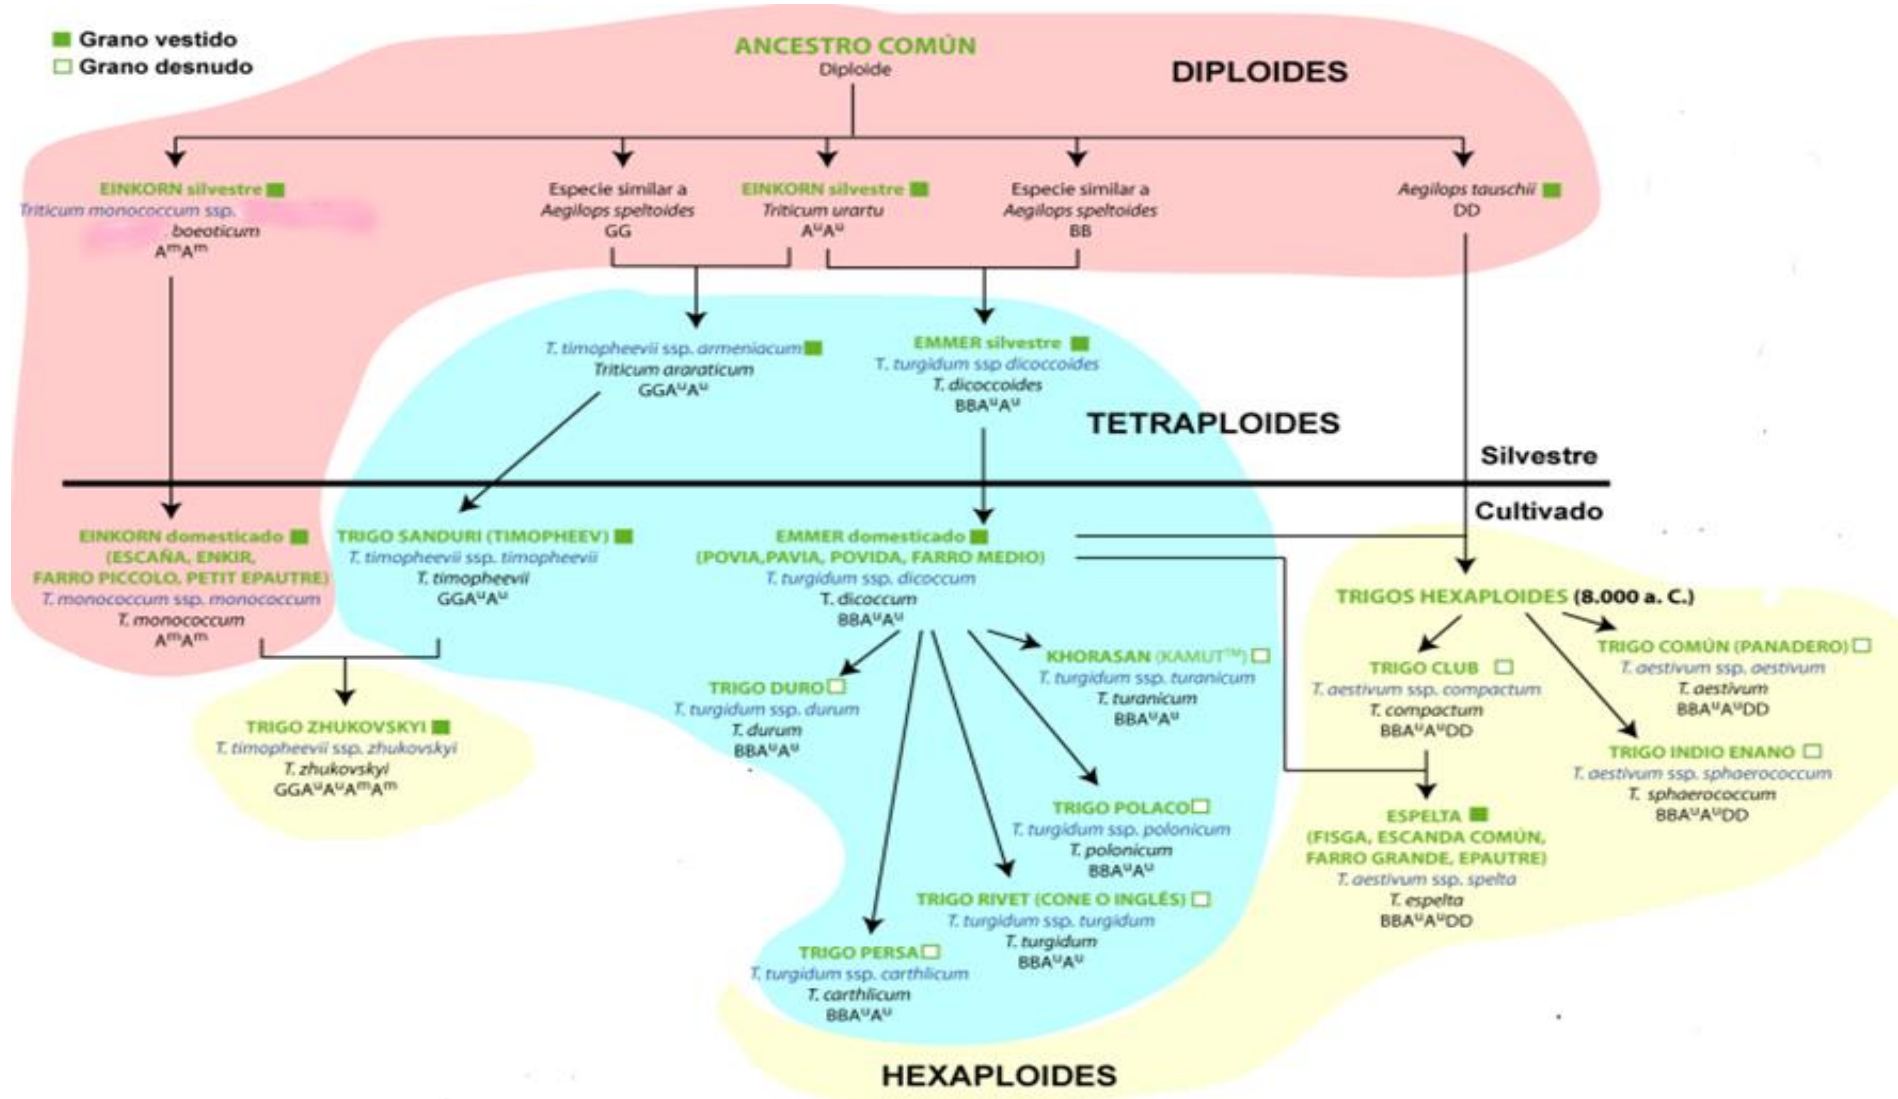 Grano vestido
Grano desnudo
ANCESTRO COMÚN
Diploide
DIPLOIDES
EINKORN silvestre
Triticum monococcum ssp.
boeoticum
AᵐAᵐ
Especie similar a
Aegilops speltoides
GG
EINKORN silvestre
Triticum urartu
AᵘAᵘ
Especie similar a
Aegilops speltoides
BB
Aegilops tauschii
DD
T. timopheevii ssp. armeniacum
Triticum araraticum
GGAᵘAᵘ
EMMER silvestre
T. turgidum ssp dicoccoides
T. dicoccoides
BBAᵘAᵘ
TETRAPLOIDES
Silvestre
Cultivado
EINKORN domesticado
(ESCAÑA, ENKIR,
FARRO PICCOLO, PETIT EPAUTRE)
T. monococcum ssp. monococcum
T. monococcum
AᵐAᵐ
TRIGO SANDURI (TIMOPHEEV)
T. timopheevii ssp. timopheevii
T. timopheevii
GGAᵘAᵘ
EMMER domesticado
(POVIA,PAVIA, POVIDA, FARRO MEDIO)
T. turgidum ssp. dicoccum
T. dicoccum
BBAᵘAᵘ
TRIGOS HEXAPLOIDES (8.000 a. C.)
TRIGO ZHUKOVSKYI
T. timopheevii ssp. zhukovskyi
T. zhukovskyi
GGAᵘAᵘAᵐAᵐ
TRIGO DURO
T. turgidum ssp. durum
T. durum
BBAᵘAᵘ
KHORASAN (KAMUT™)
T. turgidum ssp. turanicum
T. turanicum
BBAᵘAᵘ
TRIGO CLUB
T. aestivum ssp. compactum
T. compactum
BBAᵘAᵘDD
TRIGO COMÚN (PANADERO)
T. aestivum ssp. aestivum
T. aestivum
BBAᵘAᵘDD
TRIGO INDIO ENANO
T. aestivum ssp. sphaerococcum
T. sphaerococcum
BBAᵘAᵘDD
TRIGO POLACO
T. turgidum ssp. polonicum
T. polonicum
BBAᵘAᵘ
ESPELTA
(FISGA, ESCANDA COMÚN,
FARRO GRANDE, EPAUTRE)
T. aestivum ssp. spelta
T. espelta
BBAᵘAᵘDD
TRIGO RIVET (CONE O INGLÉS)
T. turgidum ssp. turgidum
T. turgidum
BBAᵘAᵘ
TRIGO PERSA
T. turgidum ssp. carthlicum
T. carthlicum
BBAᵘAᵘ
HEXAPLOIDES